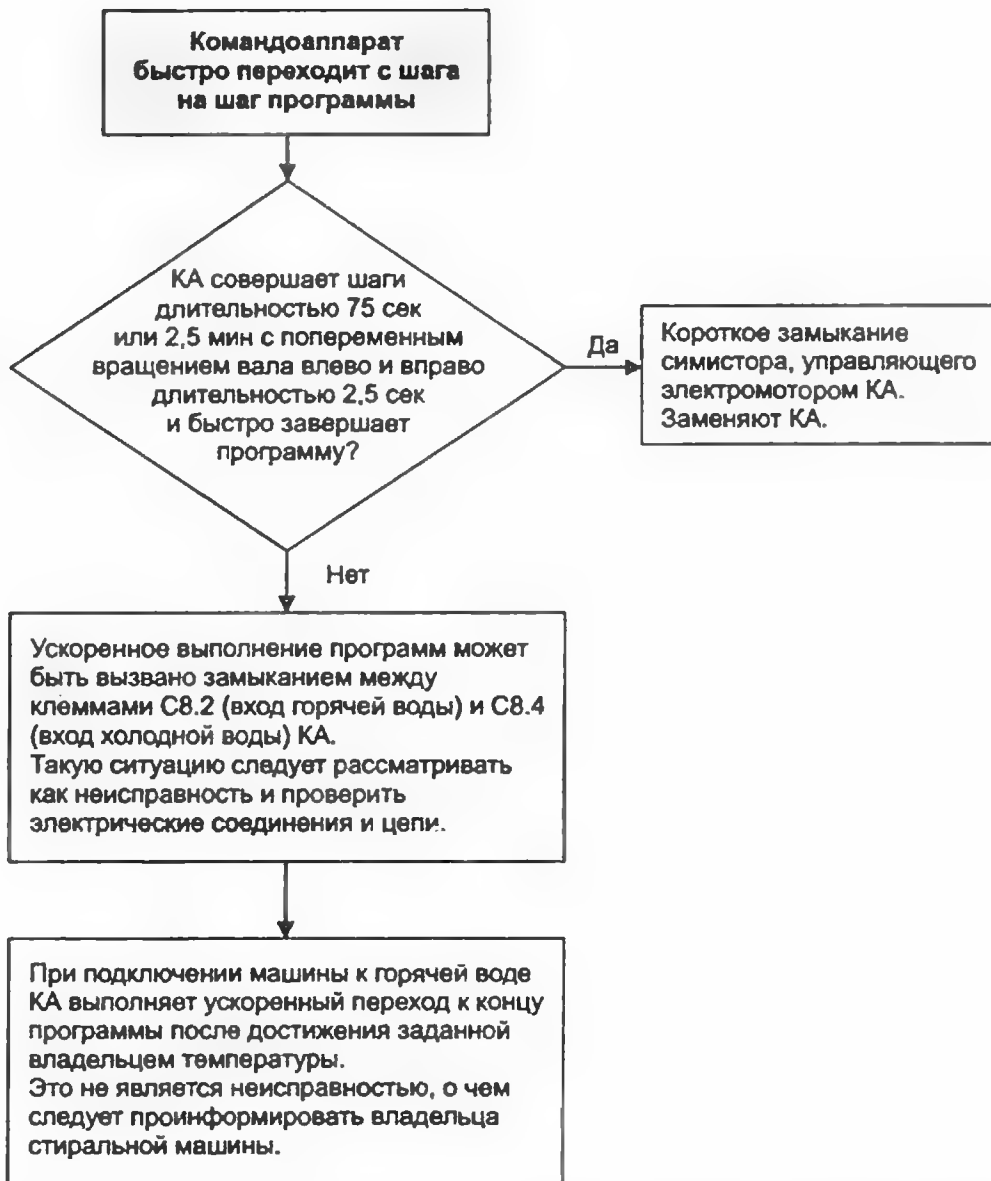 Командоаппарат
быстро переходит с шага
на шаг программы
КА совершает шаги
длительностью 75 сек
или 2,5 мин с попеременным
вращением вала влево и вправо
длительностью 2,5 сек
и быстро завершает
программу?
Да
Короткое замыкание
симистора, управляющего
электромотором КА.
Заменяют КА.
Нет
Ускоренное выполнение программ может
быть вызвано замыканием между
клеммами С8.2 (вход горячей воды) и С8.4
(вход холодной воды) КА.
Такую ситуацию следует рассматривать
как неисправность и проверить
электрические соединения и цепи.
При подключении машины к горячей воде
КА выполняет ускоренный переход к концу
программы после достижения заданной
владельцем температуры.
Это не является неисправностью, о чем
следует проинформировать владельца
стиральной машины.